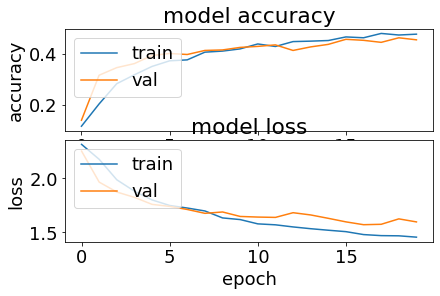 model accuracy
0.4
0.2
accuracy
train
val
model loss
2.0
1.5
loss
train
val
0
5
10
15
epoch